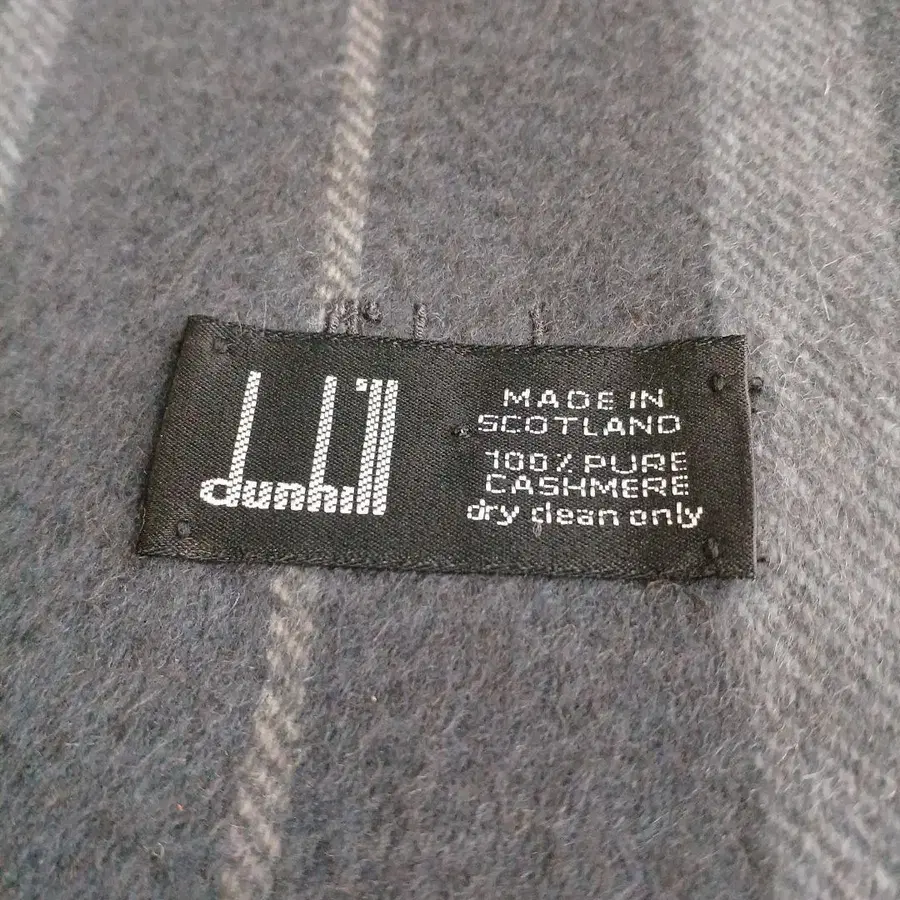 dunhill
MADE IN
SCOTLAND
100% PURE
CASHMERE
dry clean only